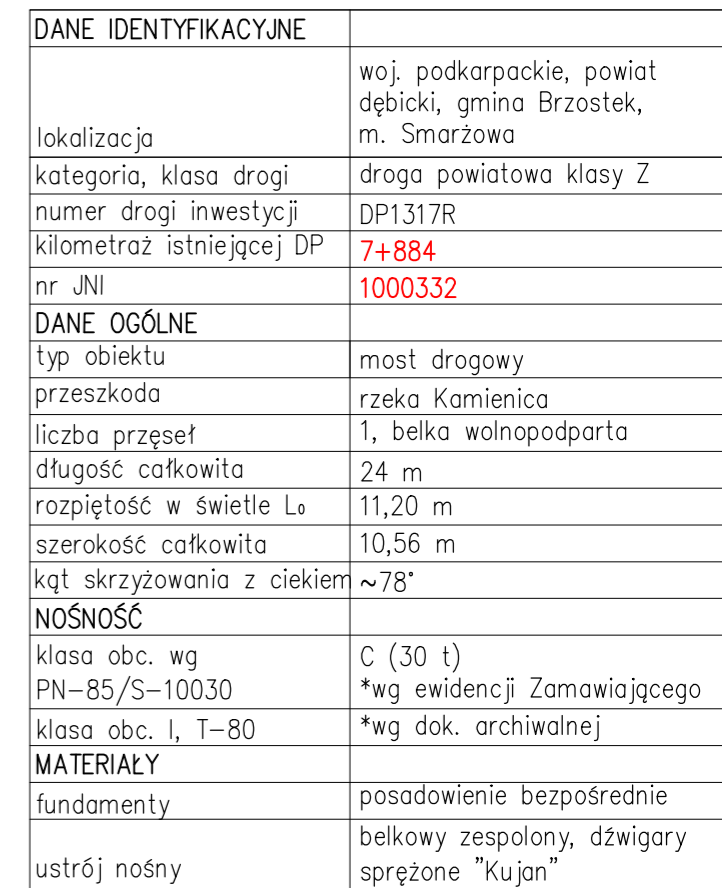 DANE IDENTYFIKACYJNE
lokalizacja
woj. podkarpackie, powiat
dębicki, gmina Brzostek,
m. Smarżowa
kategoria, klasa drogi
droga powiatowa klasy Z
numer drogi inwestycji
DP1317R
kilometraż istniejącej DP
7+884
nr JNI
1000332
DANE OGÓLNE
typ obiektu
most drogowy
przeszkoda
rzeka Kamienica
liczba przęseł
1, belka wolnopodparta
długość całkowita
24 m
rozpiętość w świetle L₀
11,20 m
szerokość całkowita
10,56 m
kąt skrzyżowania z ciekiem
~78°
NOŚNOŚĆ
klasa obc. wg
PN-85/S-10030
C (30 t)
*wg ewidencji Zamawiającego
klasa obc. I, T-80
*wg dok. archiwalnej
MATERIAŁY
fundamenty
posadowienie bezpośrednie
ustrój nośny
belkowy zespolony, dźwigary
sprężone "Kujan"